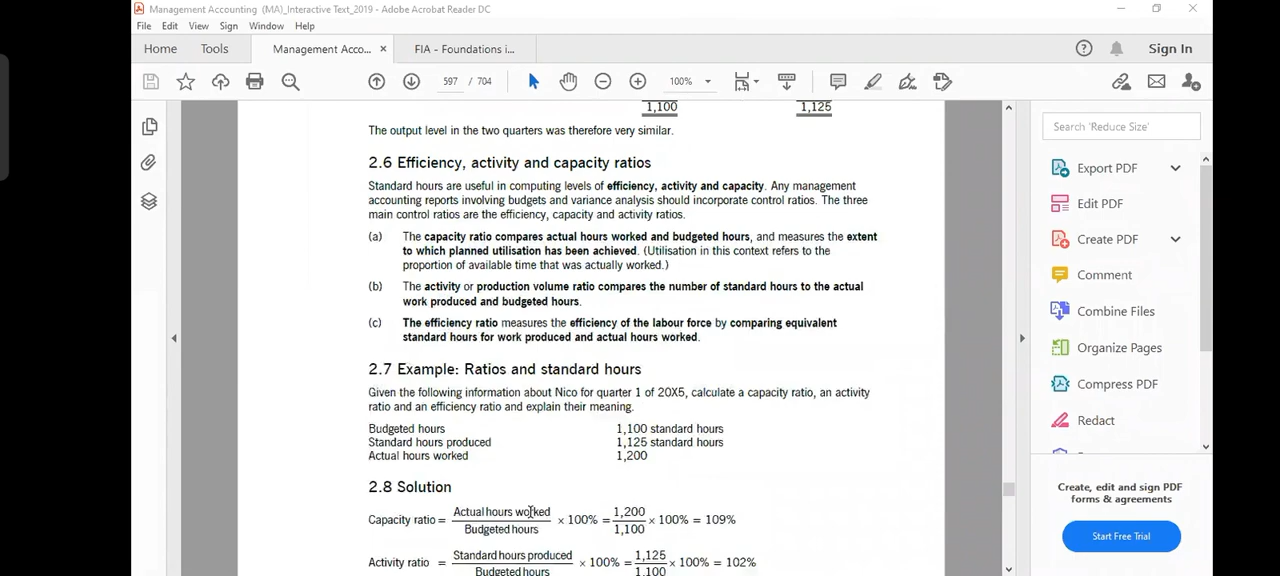 Management Accounting (MA)_Interactive Text_2019 - Adobe Acrobat Reader DC
File Edit View Sign Window Help
Home Tools Management Acco... × FIA - Foundations i... ? Sign In
597 / 704 100%
1,100 1,125
The output level in the two quarters was therefore very similar.
2.6 Efficiency, activity and capacity ratios
Standard hours are useful in computing levels of efficiency, activity and capacity. Any management
accounting reports involving budgets and variance analysis should incorporate control ratios. The three
main control ratios are the efficiency, capacity and activity ratios.
(a) The capacity ratio compares actual hours worked and budgeted hours, and measures the extent
to which planned utilisation has been achieved. (Utilisation in this context refers to the
proportion of available time that was actually worked.)
(b) The activity or production volume ratio compares the number of standard hours to the actual
work produced and budgeted hours.
(c) The efficiency ratio measures the efficiency of the labour force by comparing equivalent
standard hours for work produced and actual hours worked.
2.7 Example: Ratios and standard hours
Given the following information about Nico for quarter 1 of 20X5, calculate a capacity ratio, an activity
ratio and an efficiency ratio and explain their meaning.
Budgeted hours 1,100 standard hours
Standard hours produced 1,125 standard hours
Actual hours worked 1,200
2.8 Solution
Actual hours worked 1,200
Capacity ratio = × 100% = × 100% = 109%
Budgeted hours 1,100
Standard hours produced 1,125
Activity ratio = × 100% = × 100% = 102%
Budgeted hours 1,100
Search 'Reduce Size'
Export PDF
Edit PDF
Create PDF
Comment
Combine Files
Organize Pages
Compress PDF
Redact
Create, edit and sign PDF
forms & agreements
Start Free Trial